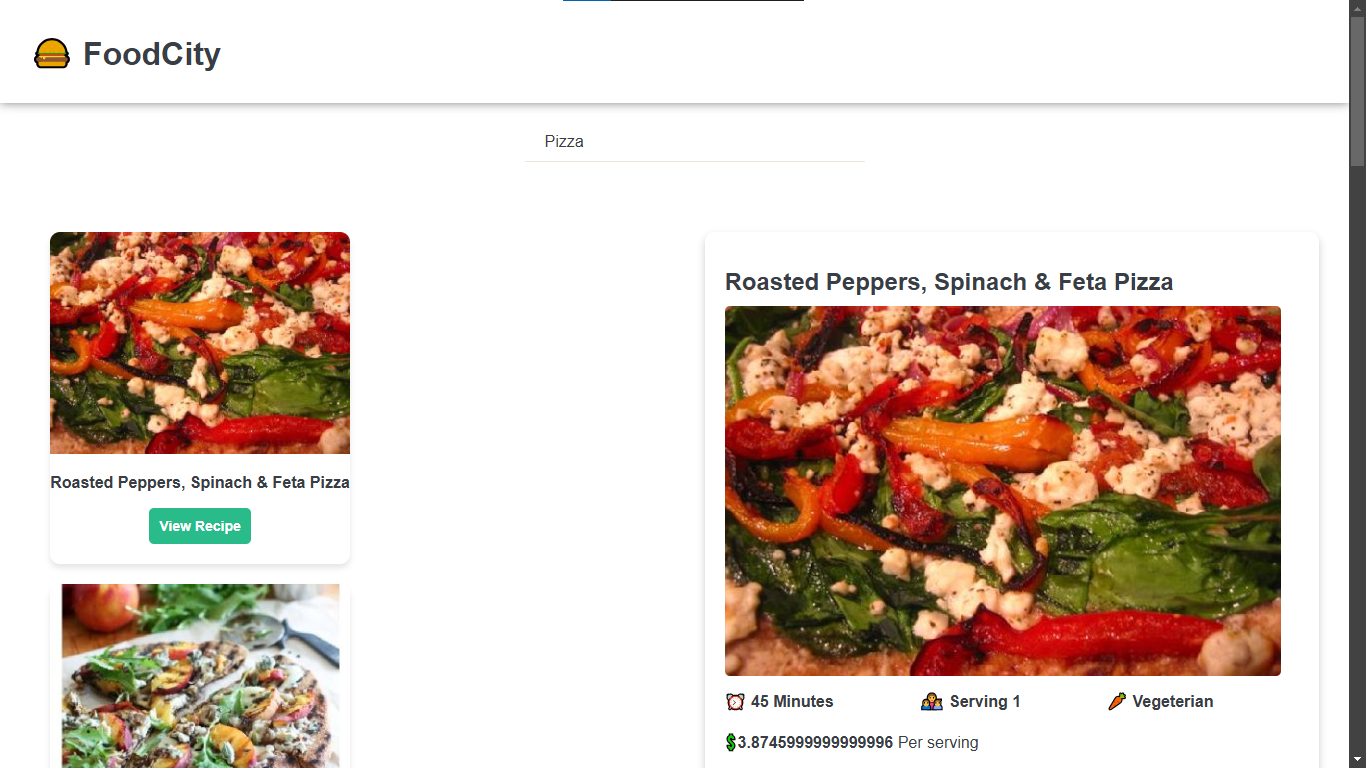 FoodCity
Pizza
Roasted Peppers, Spinach & Feta Pizza
View Recipe
Roasted Peppers, Spinach & Feta Pizza
45 Minutes
Serving 1
Vegetarian
$3.8745999999999996 Per serving